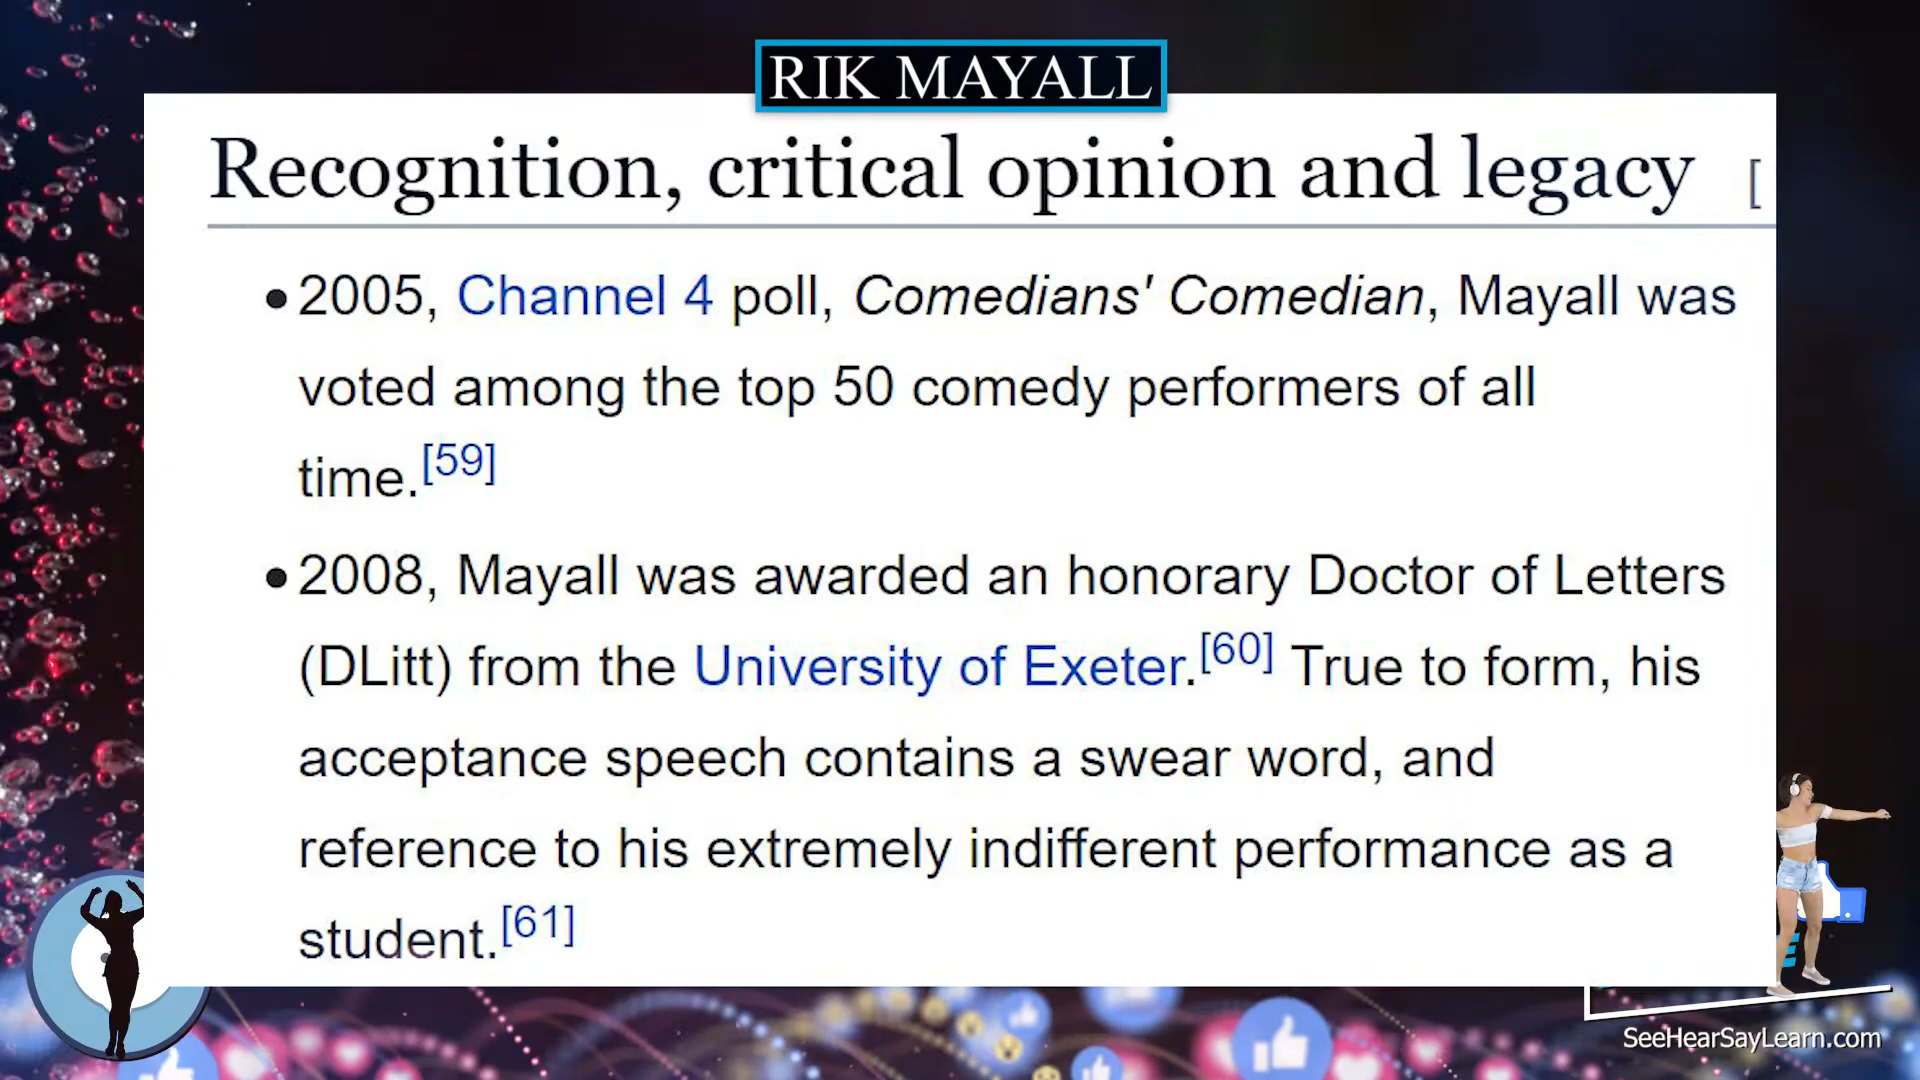 RIK MAYALL
Recognition, critical opinion and legacy [
• 2005, Channel 4 poll, Comedians' Comedian, Mayall was
voted among the top 50 comedy performers of all
time.[59]
• 2008, Mayall was awarded an honorary Doctor of Letters
(DLitt) from the University of Exeter.[60] True to form, his
acceptance speech contains a swear word, and
reference to his extremely indifferent performance as a
student.[61]
SeeHearSayLearn.com